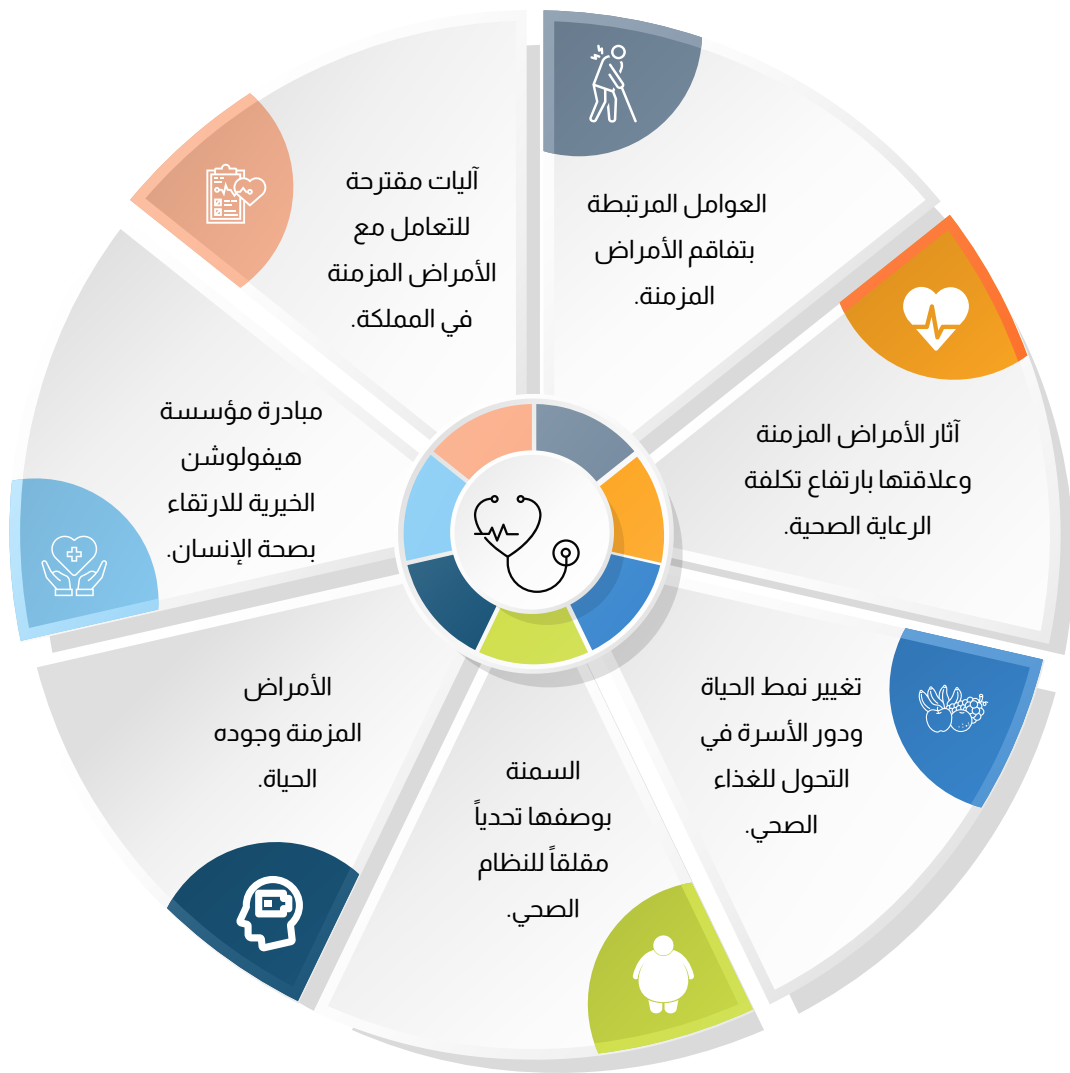 العوامل المرتبطة
بتفاقم الأمراض
المزمنة.
آثار الأمراض المزمنة
وعلاقتها بارتفاع تكلفة
الرعاية الصحية.
تغيير نمط الحياة
ودور الأسرة في
التحول للغذاء
الصحي.
السمنة
بوصفها تحدياً
مقلقاً للنظام
الصحي.
الأمراض
المزمنة وجوده
الحياة.
مبادرة مؤسسة
هيفولوشن
الخيرية للارتقاء
بصحة الإنسان.
آليات مقترحة
للتعامل مع
الأمراض المزمنة
في المملكة.